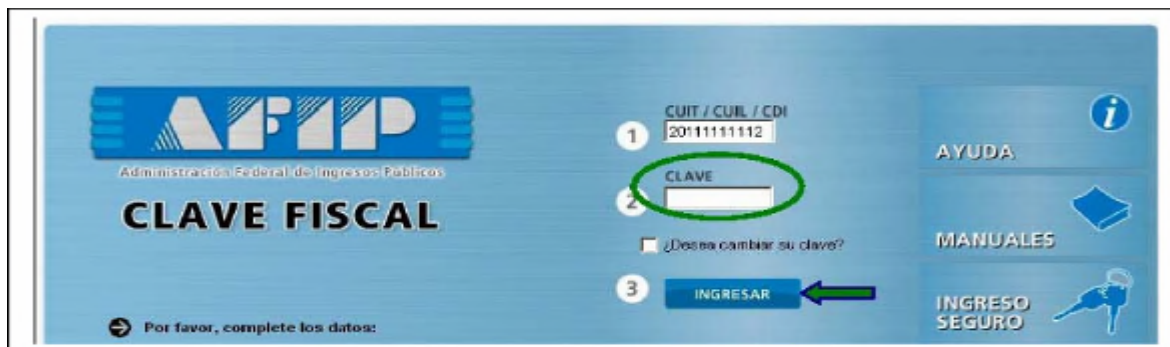 AFIP
Administración Federal de Ingresos Públicos
CLAVE FISCAL
Por favor, complete los datos:
CUIT / CUIL / CDI
1
20111111112
CLAVE
2
¿Desea cambiar su clave?
3
INGRESAR
i
AYUDA
MANUALES
INGRESO
SEGURO